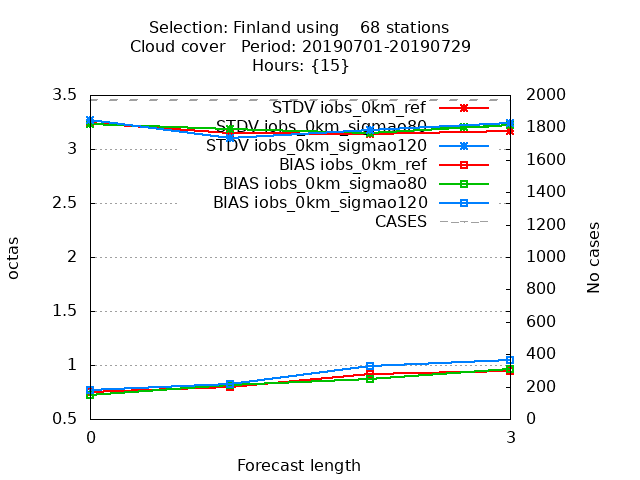 Selection: Finland using    68 stations
Cloud cover   Period: 20190701-20190729
Hours: {15}
3.5
3
2.5
2
1.5
1
0.5
octas
2000
1800
1600
1400
1200
1000
800
600
400
200
0
No cases
STDV iobs_0km_ref
STDV iobs_0km_sigmao80
STDV iobs_0km_sigmao120
BIAS iobs_0km_ref
BIAS iobs_0km_sigmao80
BIAS iobs_0km_sigmao120
CASES
0
3
Forecast length